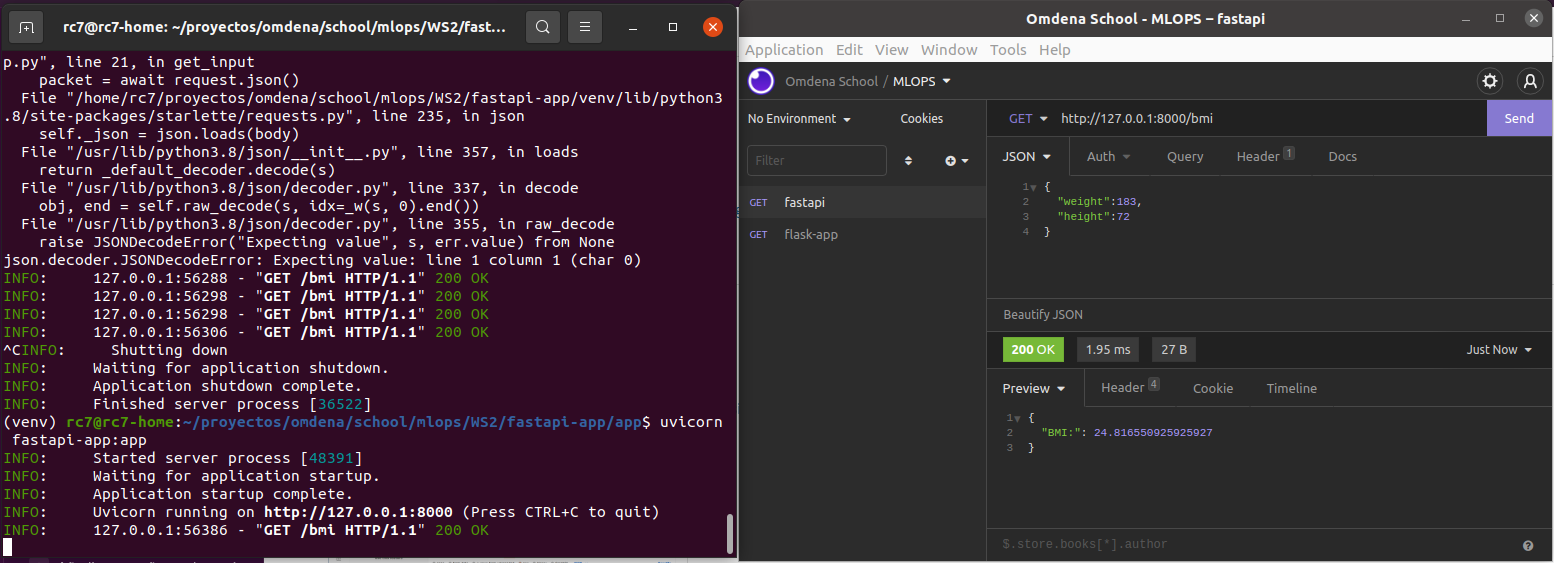 rc7@rc7-home: ~/proyectos/omdena/school/mlops/WS2/fast...
p.py", line 21, in get_input
    packet = await request.json()
  File "/home/rc7/proyectos/omdena/school/mlops/WS2/fastapi-app/venv/lib/python3
.8/site-packages/starlette/requests.py", line 235, in json
    self._json = json.loads(body)
  File "/usr/lib/python3.8/json/__init__.py", line 357, in loads
    return _default_decoder.decode(s)
  File "/usr/lib/python3.8/json/decoder.py", line 337, in decode
    obj, end = self.raw_decode(s, idx=_w(s, 0).end())
  File "/usr/lib/python3.8/json/decoder.py", line 355, in raw_decode
    raise JSONDecodeError("Expecting value", s, err.value) from None
json.decoder.JSONDecodeError: Expecting value: line 1 column 1 (char 0)
INFO:     127.0.0.1:56288 - "GET /bmi HTTP/1.1" 200 OK
INFO:     127.0.0.1:56298 - "GET /bmi HTTP/1.1" 200 OK
INFO:     127.0.0.1:56298 - "GET /bmi HTTP/1.1" 200 OK
INFO:     127.0.0.1:56306 - "GET /bmi HTTP/1.1" 200 OK
^CINFO:     Shutting down
INFO:     Waiting for application shutdown.
INFO:     Application shutdown complete.
INFO:     Finished server process [36522]
(venv) rc7@rc7-home:~/proyectos/omdena/school/mlops/WS2/fastapi-app/app$ uvicorn
 fastapi-app:app
INFO:     Started server process [48391]
INFO:     Waiting for application startup.
INFO:     Application startup complete.
INFO:     Uvicorn running on http://127.0.0.1:8000 (Press CTRL+C to quit)
INFO:     127.0.0.1:56386 - "GET /bmi HTTP/1.1" 200 OK
Omdena School - MLOPS – fastapi
Application Edit View Window Tools Help
Omdena School / MLOPS
No Environment Cookies
Filter
GET fastapi
GET flask-app
GET http://127.0.0.1:8000/bmi Send
JSON Auth Query Header 1 Docs
1 {
2   "weight":183,
3   "height":72
4 }
Beautify JSON
200 OK 1.95 ms 27 B Just Now
Preview Header 4 Cookie Timeline
1 {
2   "BMI:": 24.816550925925927
3 }
$.store.books[*].author